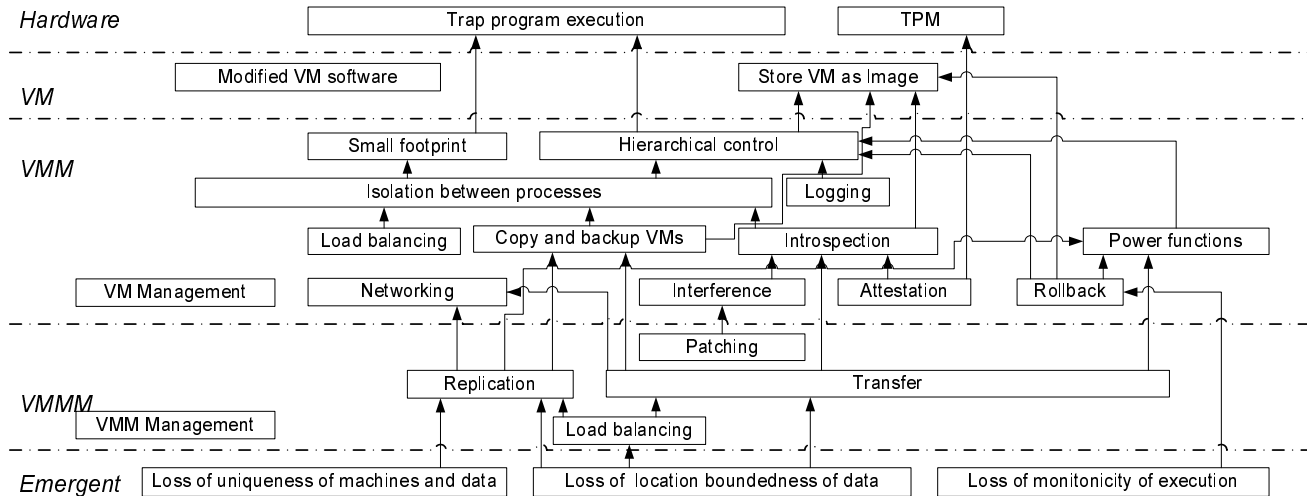 Hardware
Trap program execution
TPM
Modified VM software
Store VM as Image
VM
Small footprint
Hierarchical control
VMM
Isolation between processes
Logging
Load balancing
Copy and backup VMs
Introspection
Power functions
VM Management
Networking
Interference
Attestation
Rollback
Patching
Replication
Transfer
VMMM
VMM Management
Load balancing
Emergent
Loss of uniqueness of machines and data
Loss of location boundedness of data
Loss of monitonicity of execution